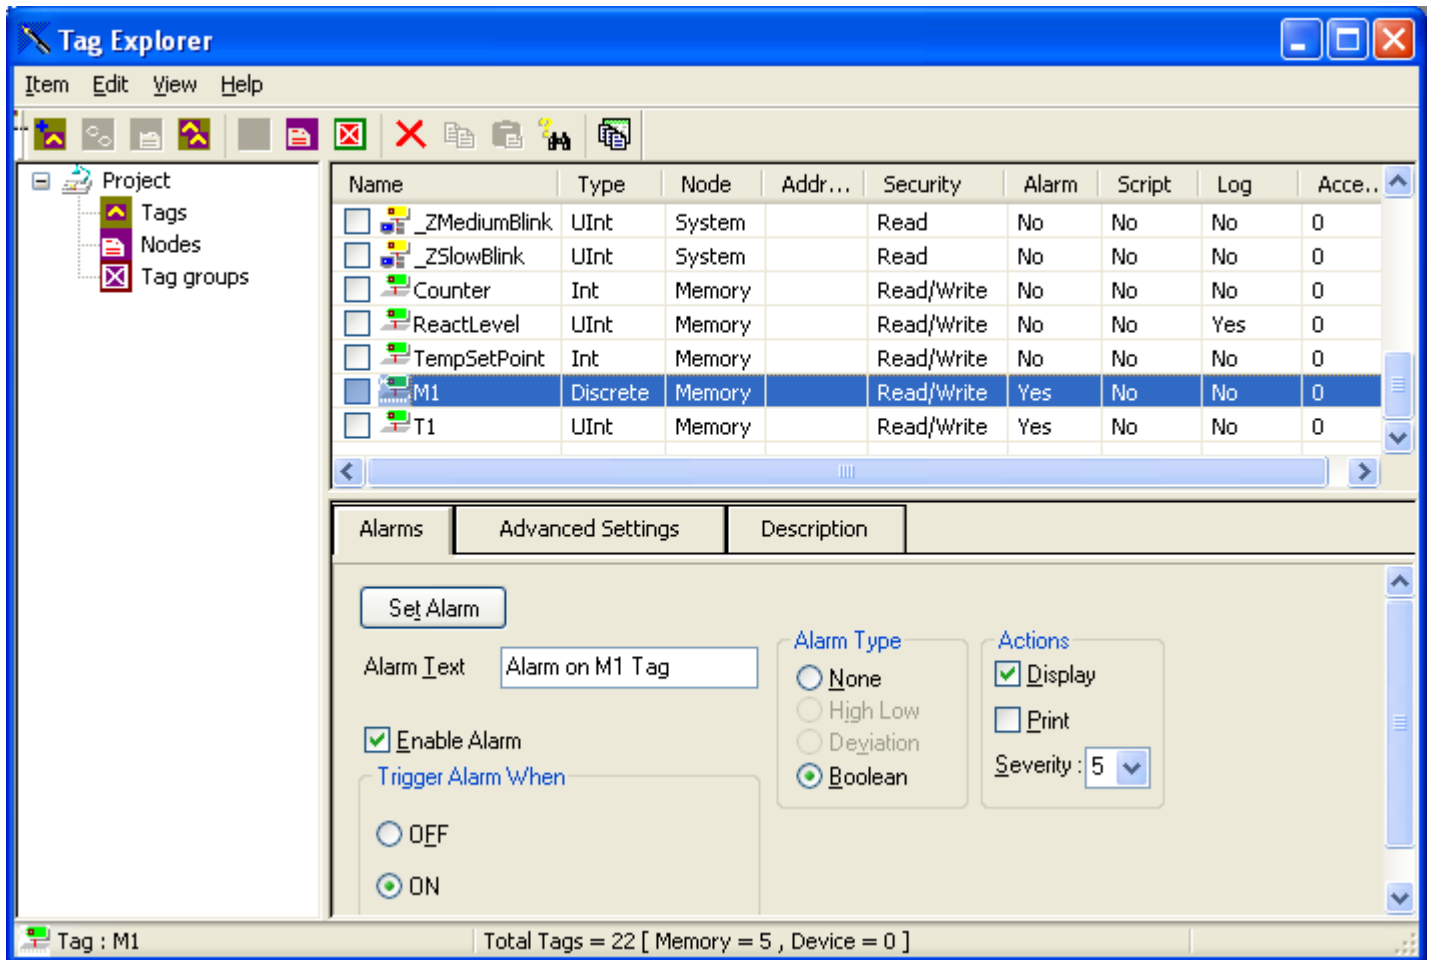 Tag Explorer
Item Edit View Help
Project
Tags
Nodes
Tag groups
Name Type Node Addr... Security Alarm Script Log Acce..
_ZMediumBlink UInt System Read No No No 0
_ZSlowBlink UInt System Read No No No 0
Counter Int Memory Read/Write No No No 0
ReactLevel UInt Memory Read/Write No No Yes 0
TempSetPoint Int Memory Read/Write No No No 0
M1 Discrete Memory Read/Write Yes No No 0
T1 UInt Memory Read/Write Yes No No 0
Alarms Advanced Settings Description
Set Alarm
Alarm Text Alarm on M1 Tag
Enable Alarm
Trigger Alarm When
OFF
ON
Alarm Type
None
High Low
Deviation
Boolean
Actions
Display
Print
Severity : 5
Tag : M1 Total Tags = 22 [ Memory = 5 , Device = 0 ]